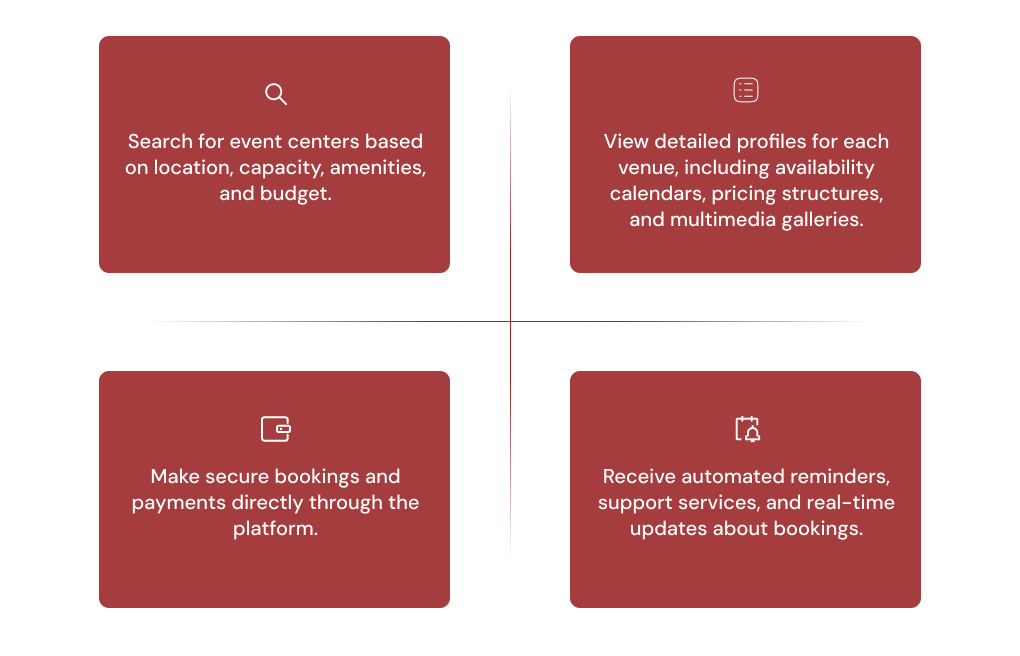 Search for event centers based
on location, capacity, amenities,
and budget.
View detailed profiles for each
venue, including availability
calendars, pricing structures,
and multimedia galleries.
Make secure bookings and
payments directly through the
platform.
Receive automated reminders,
support services, and real-time
updates about bookings.